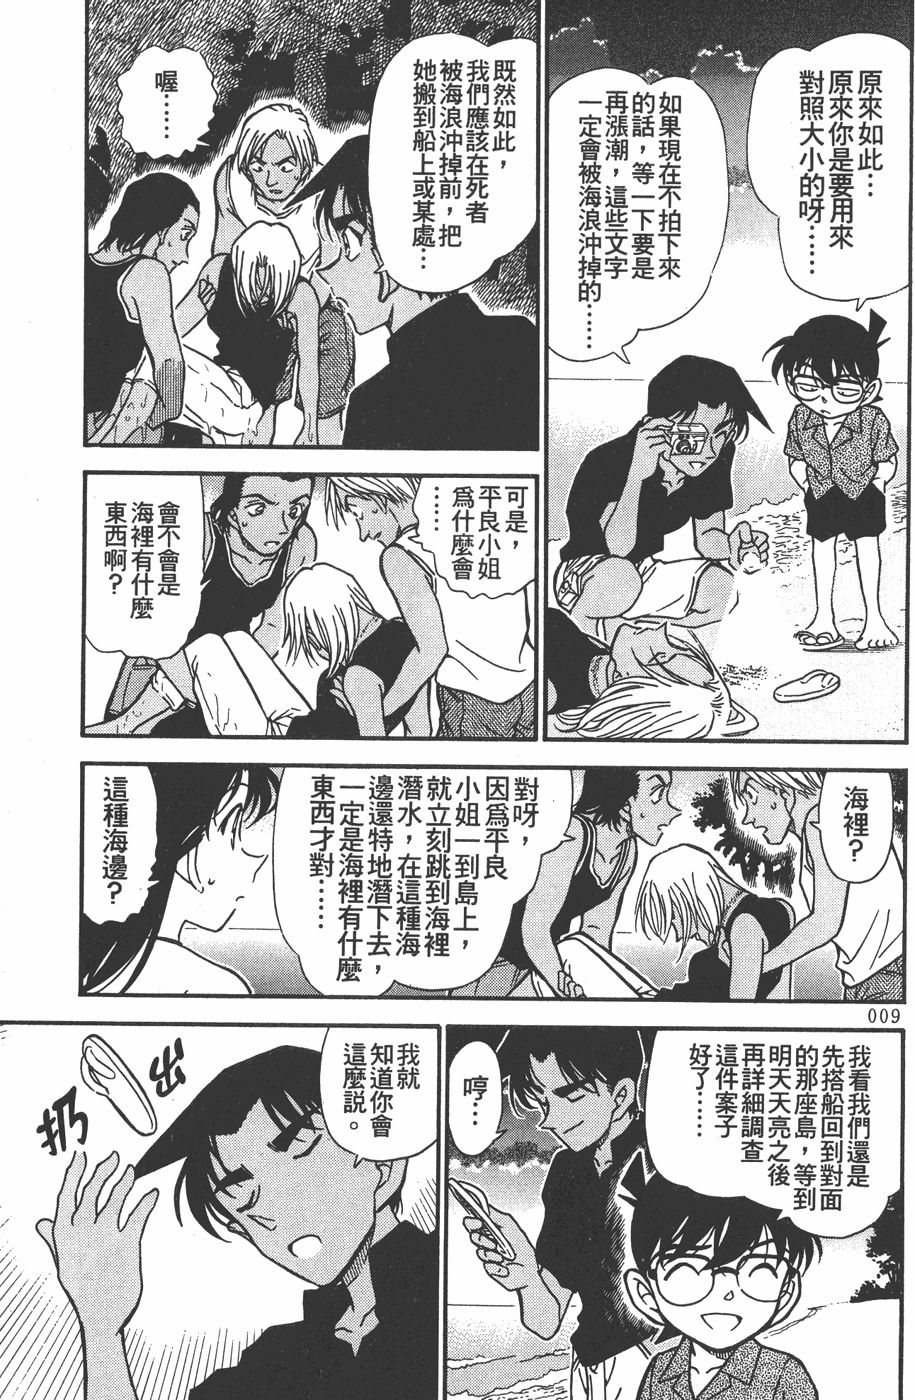 原來如此…
原來你是要用來
對照大小的呀……
如果現在不拍下來
的話，等一下要是
再漲潮，這些文字
一定會被海浪沖掉的……
既然如此，
我們應該在死者
被海浪沖掉前，把
她搬到船上或某處…
喔……
可是，
平良小姐
爲什麼會
……
會不會是
海裡有什麼
東西啊？
海裡？
對呀，
因爲平良
小姐一到島上，
就立刻跳到海裡
潛水，在這種海
邊還特地潛下去，
一定是海裡有什麼
東西才對……
這種海邊？
009
我看我們還是
先搭船回到對面
的那座島，等到
明天天亮之後
再詳細調查
這件案子
好了……
哼…
我就
知道你會
這麼說。
扔出